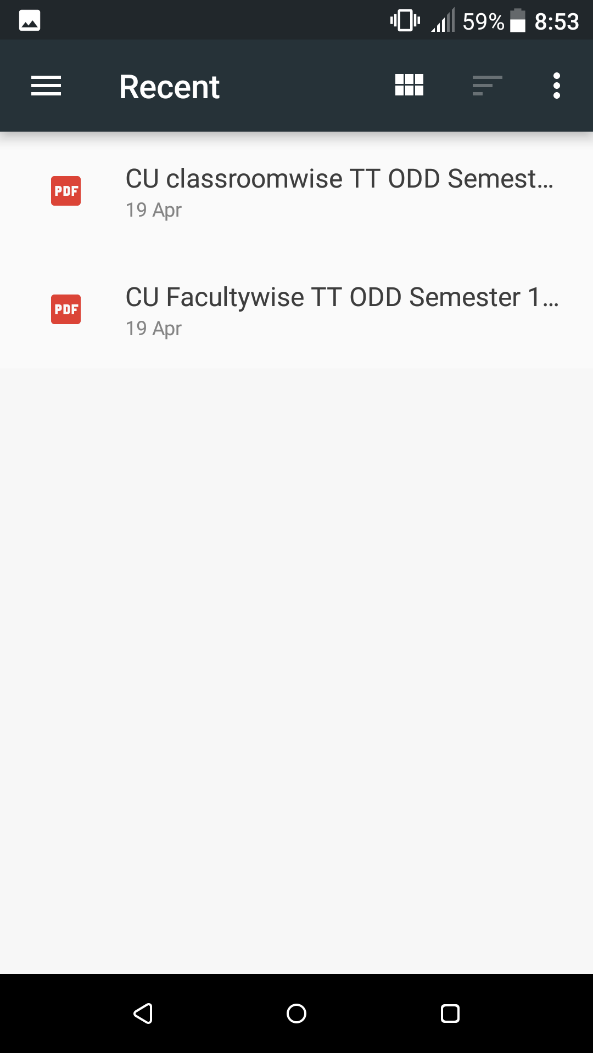 59% 8:53
Recent
PDF CU classroomwise TT ODD Semest...
19 Apr
PDF CU Facultywise TT ODD Semester 1...
19 Apr